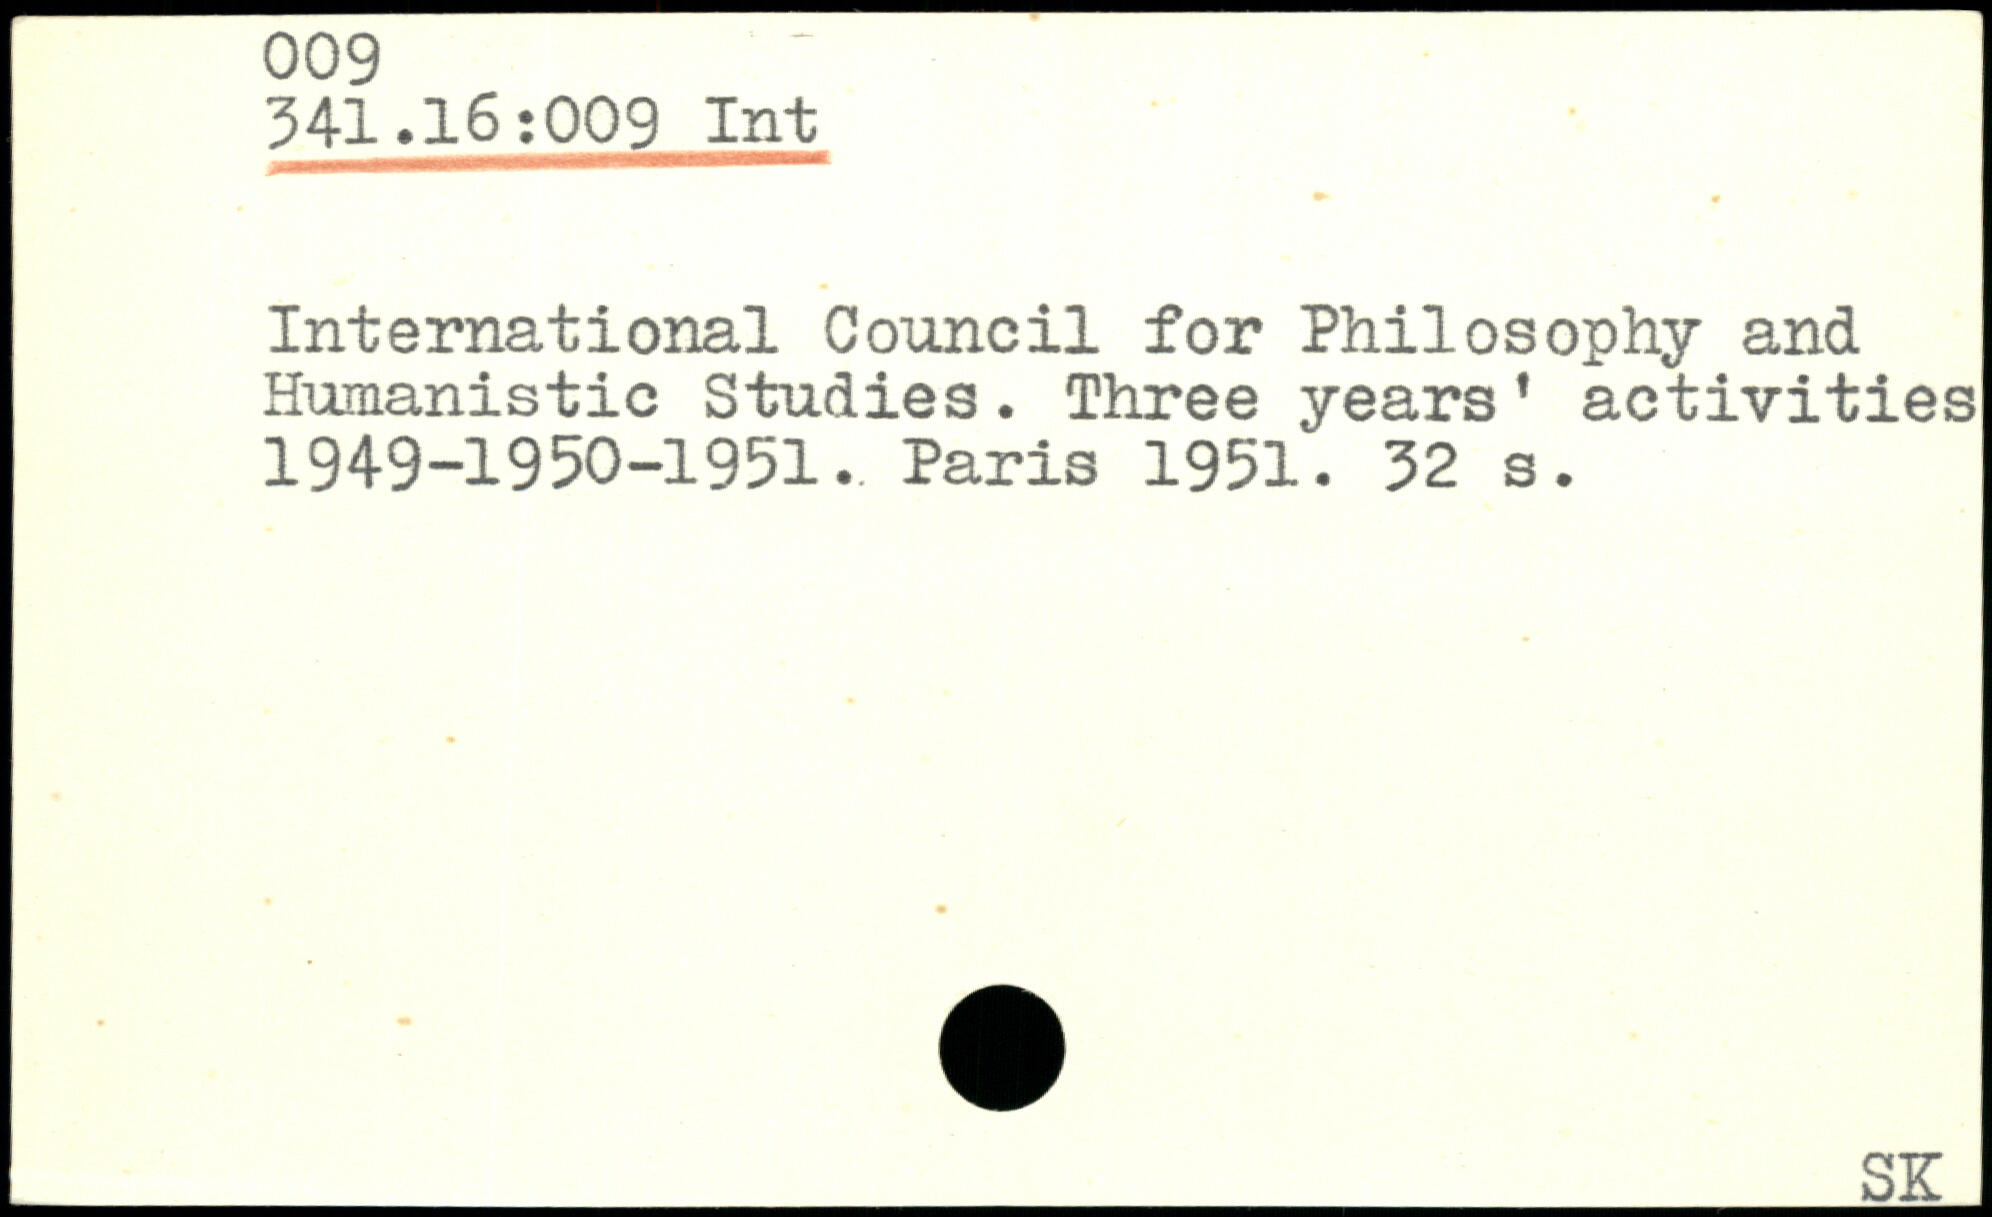 009
341.16:009 Int
International Council for Philosophy and
Humanistic Studies. Three years' activities
1949-1950-1951. Paris 1951. 32 s.
SK